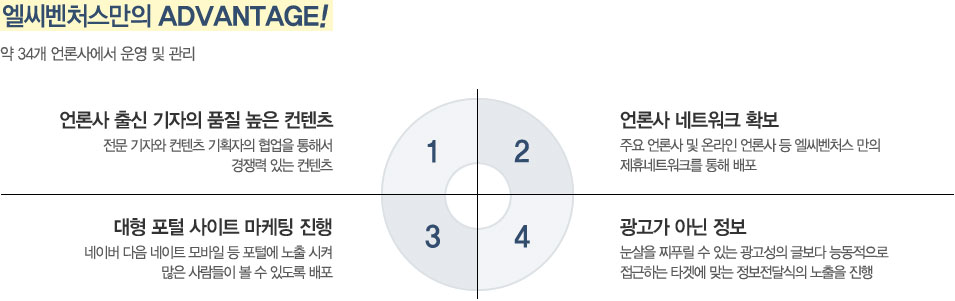 엘씨벤처스만의 ADVANTAGE!
약 34개 언론사에서 운영 및 관리
언론사 출신 기자의 품질 높은 컨텐츠
전문 기자와 컨텐츠 기획자의 협업을 통해서
경쟁력 있는 컨텐츠
1
2
언론사 네트워크 확보
주요 언론사 및 온라인 언론사 등 엘씨벤처스 만의
제휴네트워크를 통해 배포
대형 포털 사이트 마케팅 진행
네이버 다음 네이트 모바일 등 포털에 노출 시켜
많은 사람들이 볼 수 있도록 배포
3
4
광고가 아닌 정보
눈살을 찌푸릴 수 있는 광고성의 글보다 능동적으로
접근하는 타겟에 맞는 정보전달식의 노출을 진행